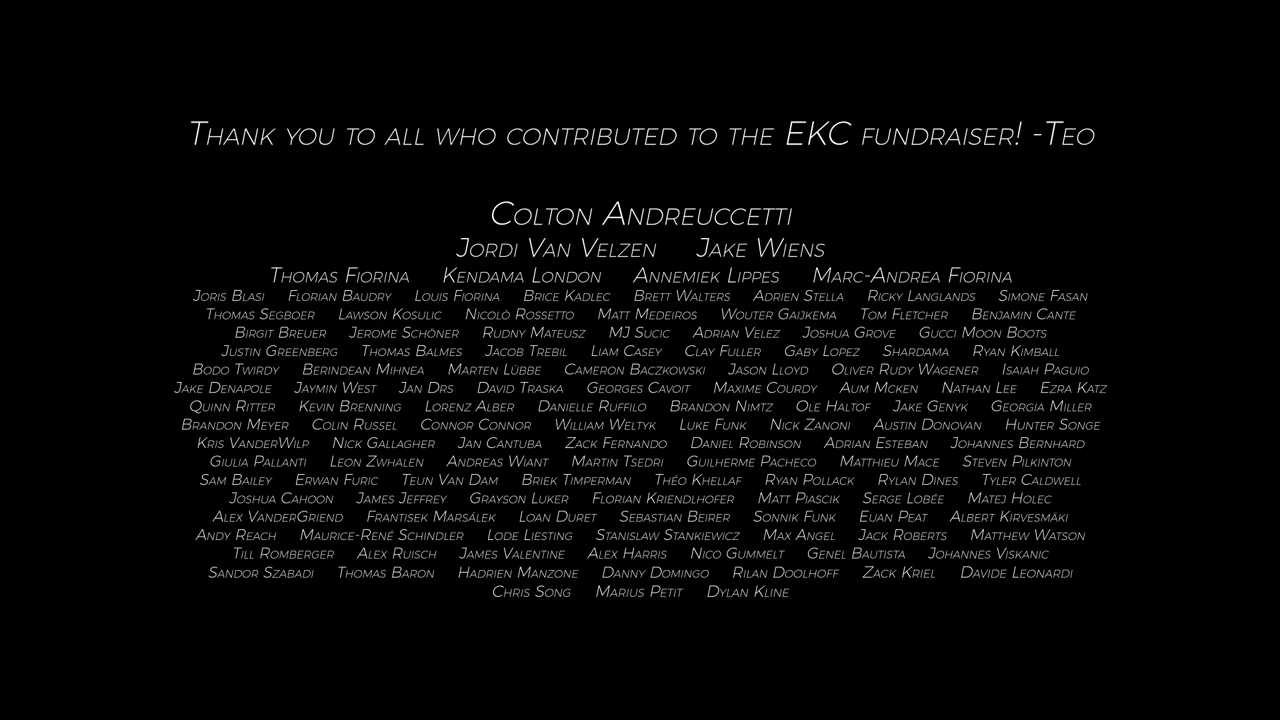 Thank you to all who contributed to the EKC fundraiser! -Teo
Colton Andreuccetti
Jordi Van Velzen Jake Wiens
Thomas Fiorina Kendama London Annemiek Lippes Marc-Andrea Fiorina
Joris Blasi Florian Baudry Louis Fiorina Brice Kadlec Brett Walters Adrien Stella Ricky Langlands Simone Fasan
Thomas Segboer Lawson Kosulic Nicolò Rossetto Matt Medeiros Wouter Gaijkema Tom Fletcher Benjamin Cante
Birgit Breuer Jerome Schöner Rudny Mateusz MJ Sucic Adrian Velez Joshua Grove Gucci Moon Boots
Justin Greenberg Thomas Balmes Jacob Trebil Liam Casey Clay Fuller Gaby Lopez Shardama Ryan Kimball
Bodo Twirdy Berindean Mihnea Marten Lübbe Cameron Baczkowski Jason Lloyd Oliver Rudy Wagener Isaiah Paguio
Jake Denapole Jaymin West Jan Drs David Traska Georges Cavoit Maxime Courdy Aum Mcken Nathan Lee Ezra Katz
Quinn Ritter Kevin Brenning Lorenz Alber Danielle Ruffilo Brandon Nimtz Ole Haltof Jake Genyk Georgia Miller
Brandon Meyer Colin Russel Connor Connor William Weltyk Luke Funk Nick Zanoni Austin Donovan Hunter Songe
Kris VanderWilp Nick Gallagher Jan Cantuba Zack Fernando Daniel Robinson Adrian Esteban Johannes Bernhard
Giulia Pallanti Leon Zwhalen Andreas Wiant Martin Tsedri Guilherme Pacheco Matthieu Mace Steven Pilkinton
Sam Bailey Erwan Furic Teun Van Dam Briek Timperman Théo Khellaf Ryan Pollack Rylan Dines Tyler Caldwell
Joshua Cahoon James Jeffrey Grayson Luker Florian Kriendlhofer Matt Piascik Serge Lobée Matej Holec
Alex VanderGriend Frantisek Marsálek Loan Duret Sebastian Beirer Sonnik Funk Euan Peat Albert Kirvesmäki
Andy Reach Maurice-René Schindler Lode Liesting Stanislaw Stankiewicz Max Angel Jack Roberts Matthew Watson
Till Romberger Alex Ruisch James Valentine Alex Harris Nico Gummelt Genel Bautista Johannes Viskanic
Sandor Szabadi Thomas Baron Hadrien Manzone Danny Domingo Rilan Doolhoff Zack Kriel Davide Leonardi
Chris Song Marius Petit Dylan Kline